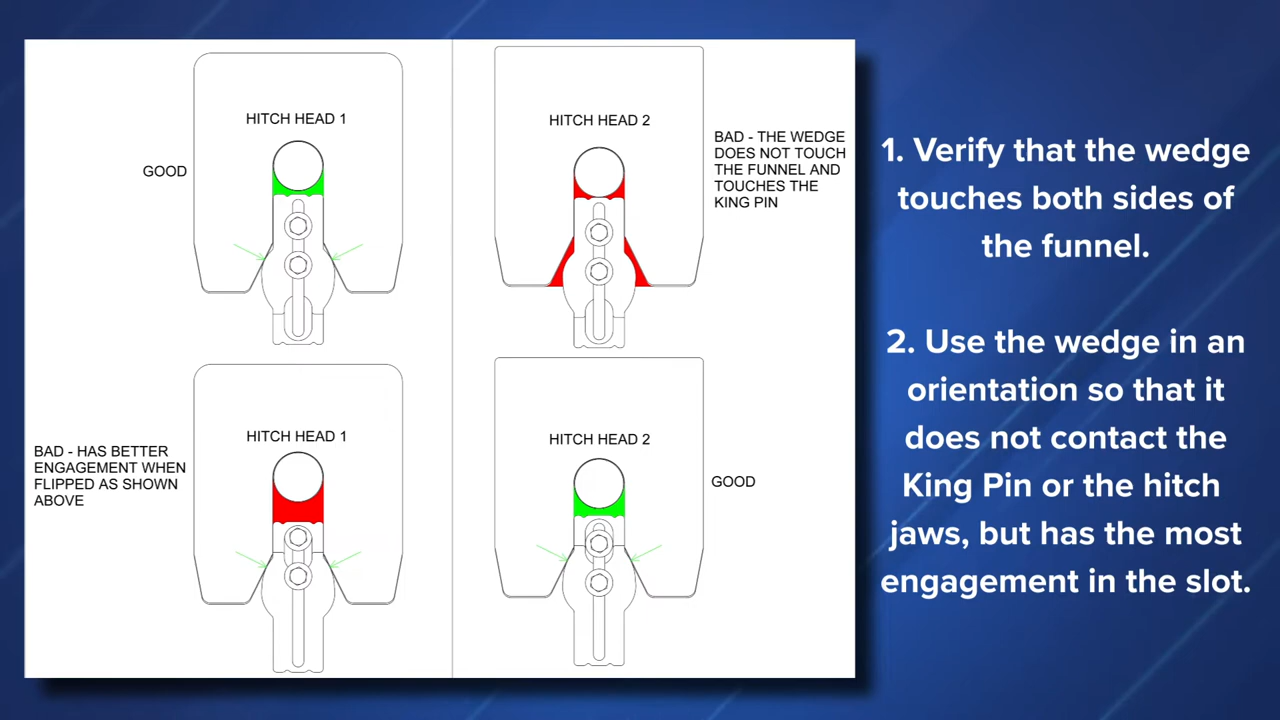 HITCH HEAD 1
GOOD
HITCH HEAD 2
BAD - THE WEDGE
DOES NOT TOUCH
THE FUNNEL AND
TOUCHES THE
KING PIN
HITCH HEAD 1
BAD - HAS BETTER
ENGAGEMENT WHEN
FLIPPED AS SHOWN
ABOVE
HITCH HEAD 2
GOOD
1. Verify that the wedge
touches both sides of
the funnel.
2. Use the wedge in an
orientation so that it
does not contact the
King Pin or the hitch
jaws, but has the most
engagement in the slot.